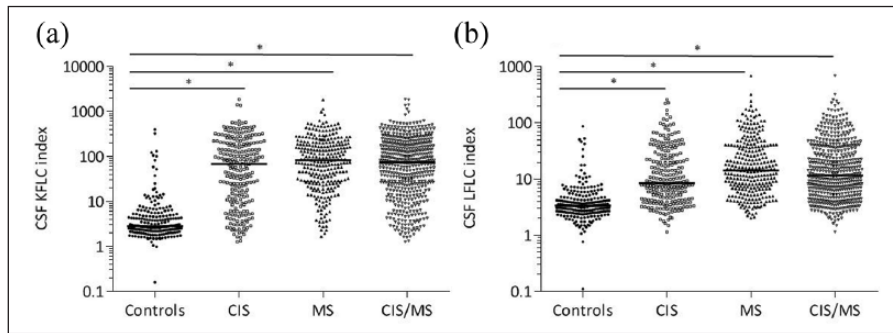 (a)
*
*
*
10000
1000
100
10
1
0.1
CSF KFLC index
Controls CIS MS CIS/MS
(b)
*
*
*
1000
100
10
1
0.1
CSF LFLC index
Controls CIS MS CIS/MS